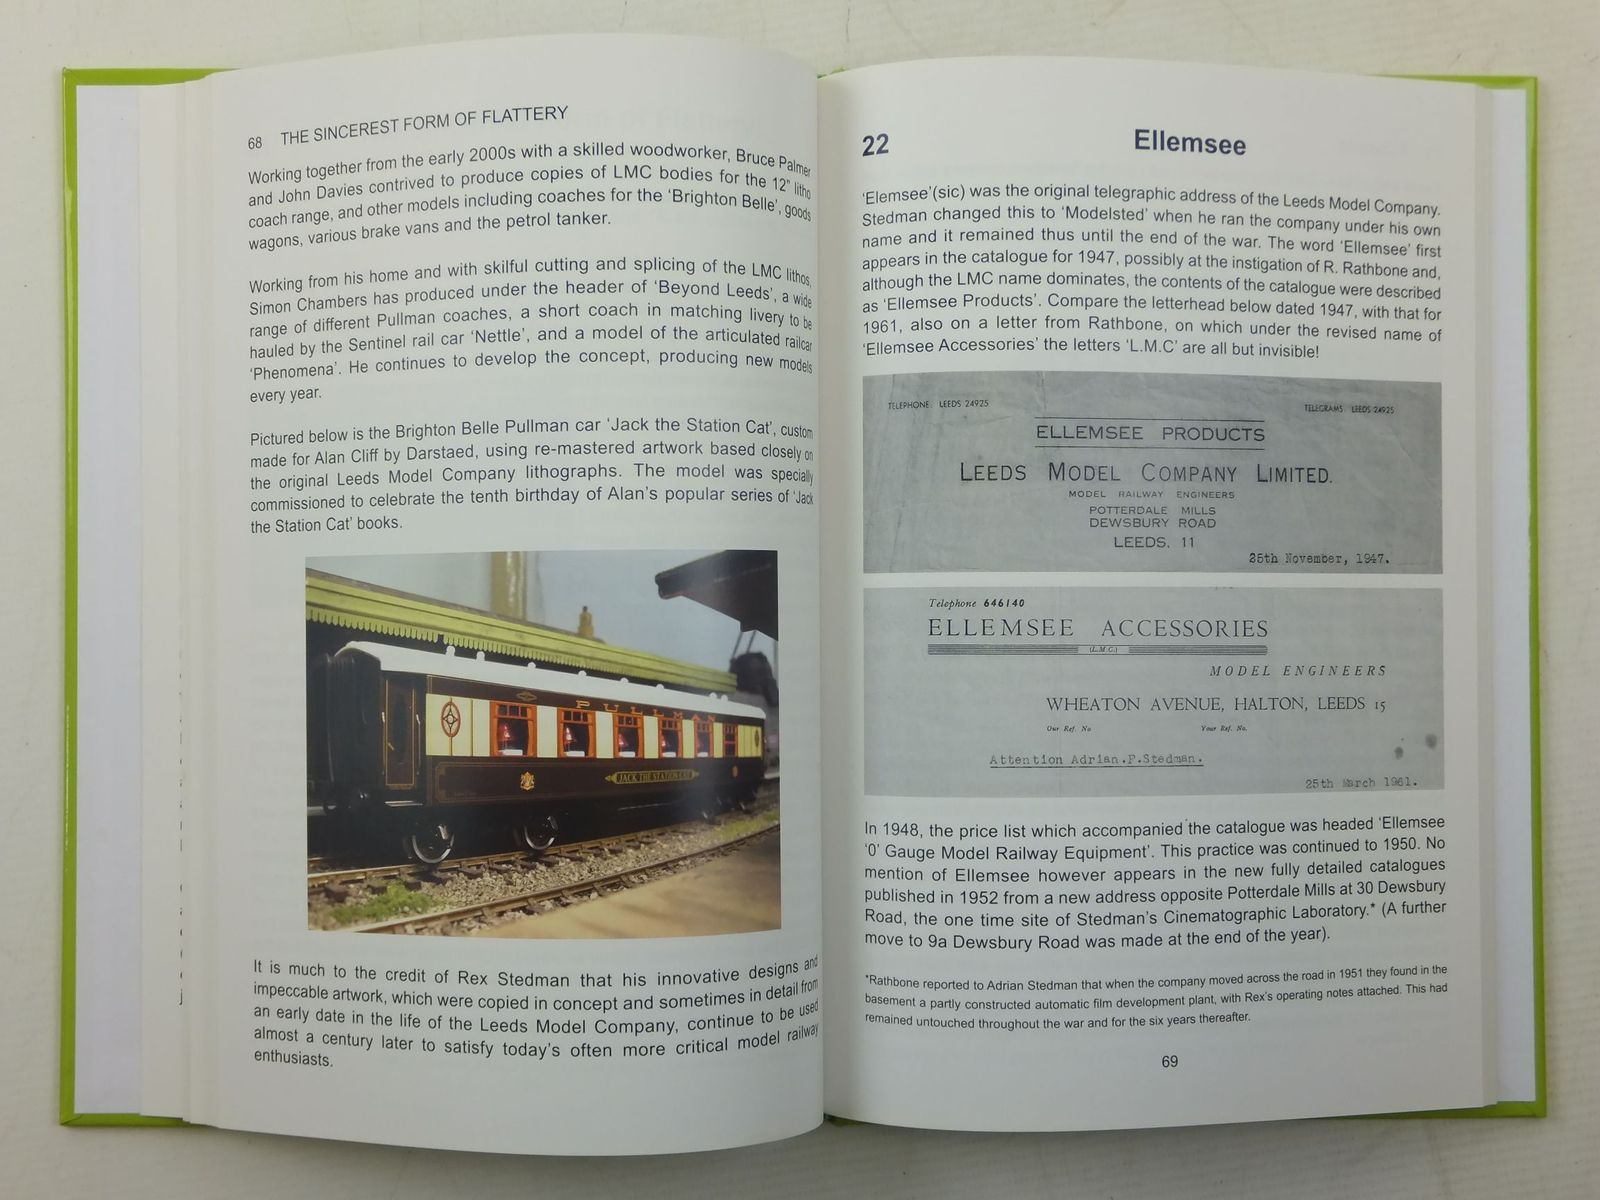 68 THE SINCEREST FORM OF FLATTERY
Working together from the early 2000s with a skilled woodworker, Bruce Palmer
and John Davies contrived to produce copies of LMC bodies for the 12" litho
coach range, and other models including coaches for the 'Brighton Belle', goods
wagons, various brake vans and the petrol tanker.
Working from his home and with skilful cutting and splicing of the LMC lithos,
Simon Chambers has produced under the header of 'Beyond Leeds', a wide
range of different Pullman coaches, a short coach in matching livery to be
hauled by the Sentinel rail car 'Nettle', and a model of the articulated railcar
'Phenomena'. He continues to develop the concept, producing new models
every year.
Pictured below is the Brighton Belle Pullman car 'Jack the Station Cat', custom
made for Alan Cliff by Darstaed, using re-mastered artwork based closely on
the original Leeds Model Company lithographs. The model was specially
commissioned to celebrate the tenth birthday of Alan's popular series of 'Jack
the Station Cat' books.
PULLMAN
JACK THE STATION CAT
It is much to the credit of Rex Stedman that his innovative designs and
impeccable artwork, which were copied in concept and sometimes in detail from
an early date in the life of the Leeds Model Company, continue to be used
almost a century later to satisfy today's often more critical model railway
enthusiasts.
22 Ellemsee
'Elemsee'(sic) was the original telegraphic address of the Leeds Model Company.
Stedman changed this to 'Modelsted' when he ran the company under his own
name and it remained thus until the end of the war. The word 'Ellemsee' first
appears in the catalogue for 1947, possibly at the instigation of R. Rathbone and,
although the LMC name dominates, the contents of the catalogue were described
as 'Ellemsee Products'. Compare the letterhead below dated 1947, with that for
1961, also on a letter from Rathbone, on which under the revised name of
'Ellemsee Accessories' the letters 'L.M.C' are all but invisible!
TELEPHONE: LEEDS 24925 TELEGRAMS LEEDS 24925
ELLEMSEE PRODUCTS
LEEDS MODEL COMPANY LIMITED.
MODEL RAILWAY ENGINEERS
POTTERDALE MILLS
DEWSBURY ROAD
LEEDS. 11
25th November, 1947.
Telephone 646140
ELLEMSEE ACCESSORIES
(L.M.C.)
MODEL ENGINEERS
WHEATON AVENUE, HALTON, LEEDS 15
Our Ref. No Your Ref. No.
Attention Adrian.F.Stedman.
25th March 1961.
In 1948, the price list which accompanied the catalogue was headed 'Ellemsee
'0' Gauge Model Railway Equipment'. This practice was continued to 1950. No
mention of Ellemsee however appears in the new fully detailed catalogues
published in 1952 from a new address opposite Potterdale Mills at 30 Dewsbury
Road, the one time site of Stedman's Cinematographic Laboratory.* (A further
move to 9a Dewsbury Road was made at the end of the year).
*Rathbone reported to Adrian Stedman that when the company moved across the road in 1951 they found in the
basement a partly constructed automatic film development plant, with Rex's operating notes attached. This had
remained untouched throughout the war and for the six years thereafter.
69